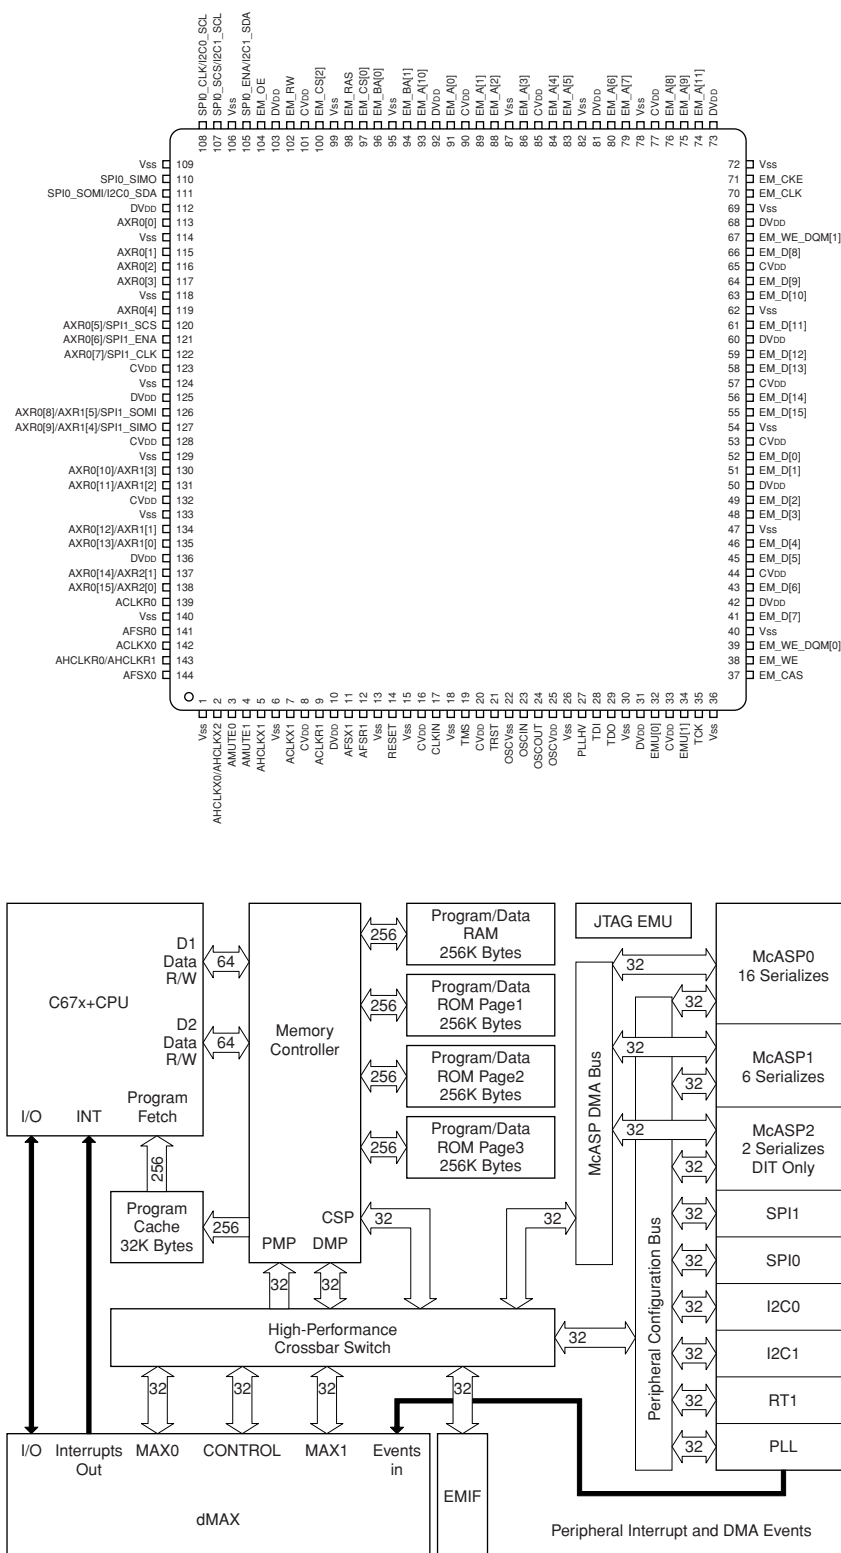 SPI0_CLK/I2C0_SCL 108
SPI0_SCS/I2C1_SCL 107
Vss 106
SPI0_ENA/I2C1_SDA 105
EM_OE 104
DVDD 103
EM_RW 102
CVDD 101
EM_CS[2] 100
Vss 99
EM_RAS 98
EM_CS[0] 97
EM_BA[0] 96
Vss 95
EM_BA[1] 94
EM_A[10] 93
DVDD 92
EM_A[0] 91
CVDD 90
EM_A[1] 89
EM_A[2] 88
Vss 87
EM_A[3] 86
CVDD 85
EM_A[4] 84
EM_A[5] 83
Vss 82
DVDD 81
EM_A[6] 80
EM_A[7] 79
Vss 78
CVDD 77
EM_A[8] 76
EM_A[9] 75
EM_A[11] 74
DVDD 73
Vss 109
SPI0_SIMO 110
SPI0_SOMI/I2C0_SDA 111
DVDD 112
AXR0[0] 113
Vss 114
AXR0[1] 115
AXR0[2] 116
AXR0[3] 117
Vss 118
AXR0[4] 119
AXR0[5]/SPI1_SCS 120
AXR0[6]/SPI1_ENA 121
AXR0[7]/SPI1_CLK 122
CVDD 123
Vss 124
DVDD 125
AXR0[8]/AXR1[5]/SPI1_SOMI 126
AXR0[9]/AXR1[4]/SPI1_SIMO 127
CVDD 128
Vss 129
AXR0[10]/AXR1[3] 130
AXR0[11]/AXR1[2] 131
CVDD 132
Vss 133
AXR0[12]/AXR1[1] 134
AXR0[13]/AXR1[0] 135
DVDD 136
AXR0[14]/AXR2[1] 137
AXR0[15]/AXR2[0] 138
ACLKR0 139
Vss 140
AFSR0 141
ACLKX0 142
AHCLKR0/AHCLKR1 143
AFSX0 144
72 Vss
71 EM_CKE
70 EM_CLK
69 Vss
68 DVDD
67 EM_WE_DQM[1]
66 EM_D[8]
65 CVDD
64 EM_D[9]
63 EM_D[10]
62 Vss
61 EM_D[11]
60 DVDD
59 EM_D[12]
58 EM_D[13]
57 CVDD
56 EM_D[14]
55 EM_D[15]
54 Vss
53 CVDD
52 EM_D[0]
51 EM_D[1]
50 DVDD
49 EM_D[2]
48 EM_D[3]
47 Vss
46 EM_D[4]
45 EM_D[5]
44 CVDD
43 EM_D[6]
42 DVDD
41 EM_D[7]
40 Vss
39 EM_WE_DQM[0]
38 EM_WE
37 EM_CAS
1 Vss
2 AHCLKX0/AHCLKX2
3 AMUTE0
4 AMUTE1
5 AHCLKX1
6 Vss
7 ACLKX1
8 CVDD
9 ACLKR1
10 DVDD
11 AFSX1
12 AFSR1
13 Vss
14 RESET
15 Vss
16 CVDD
17 CLKIN
18 Vss
19 TMS
20 CVDD
21 TRST
22 OSCVss
23 OSCIN
24 OSCOUT
25 OSCVDD
26 Vss
27 PLLHV
28 TDI
29 TDO
30 Vss
31 DVDD
32 EMU[0]
33 CVDD
34 EMU[1]
35 TCK
36 Vss
C67x+CPU
D1
Data
R/W
D2
Data
R/W
I/O
INT
Program
Fetch
64
64
256
Program
Cache
32K Bytes
256
Memory
Controller
CSP
PMP
DMP
256
Program/Data
RAM
256K Bytes
256
Program/Data
ROM Page1
256K Bytes
256
Program/Data
ROM Page2
256K Bytes
256
Program/Data
ROM Page3
256K Bytes
32
32
32
32
JTAG EMU
McASP DMA Bus
Peripheral Configuration Bus
32
32
32
32
32
32
32
32
32
32
32
32
McASP0
16 Serializes
McASP1
6 Serializes
McASP2
2 Serializes
DIT Only
SPI1
SPI0
I2C0
I2C1
RT1
PLL
High-Performance
Crossbar Switch
32
32
32
32
32
I/O
Interrupts
Out
MAX0
CONTROL
MAX1
Events
in
dMAX
EMIF
Peripheral Interrupt and DMA Events